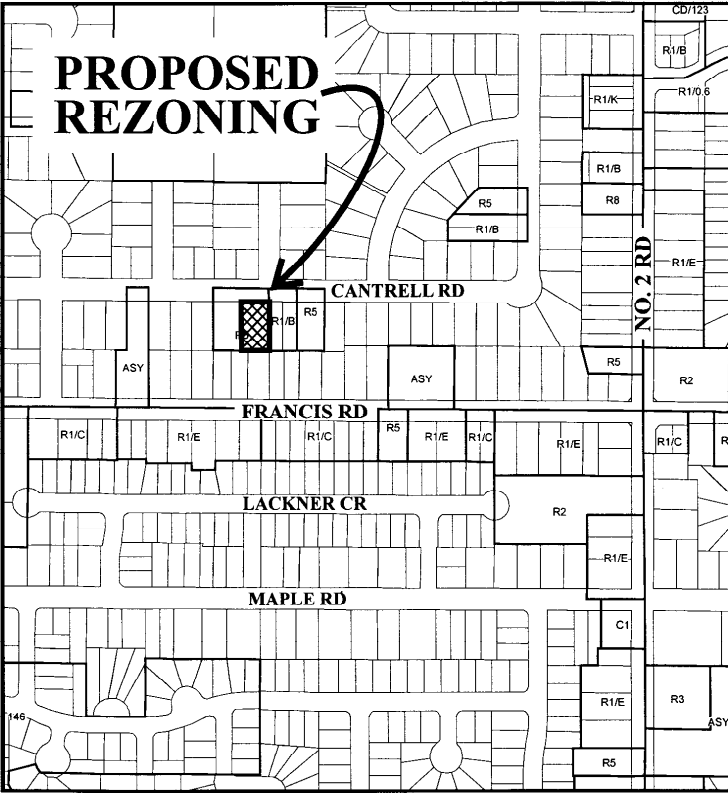 CD/123
R1/B
PROPOSED
REZONING
R1/K
R1/0.6
R1/B
R8
R5
R1/B
R1/E
NO. 2 RD
CANTRELL RD
R1/B
R5
ASY
ASY
R5
R2
FRANCIS RD
R1/C
R1/E
R1/C
R5
R1/E
R1/C
R1/E
R1/C
LACKNER CR
R2
R1/E
MAPLE RD
C1
R1/E
R3
146
ASY
R5